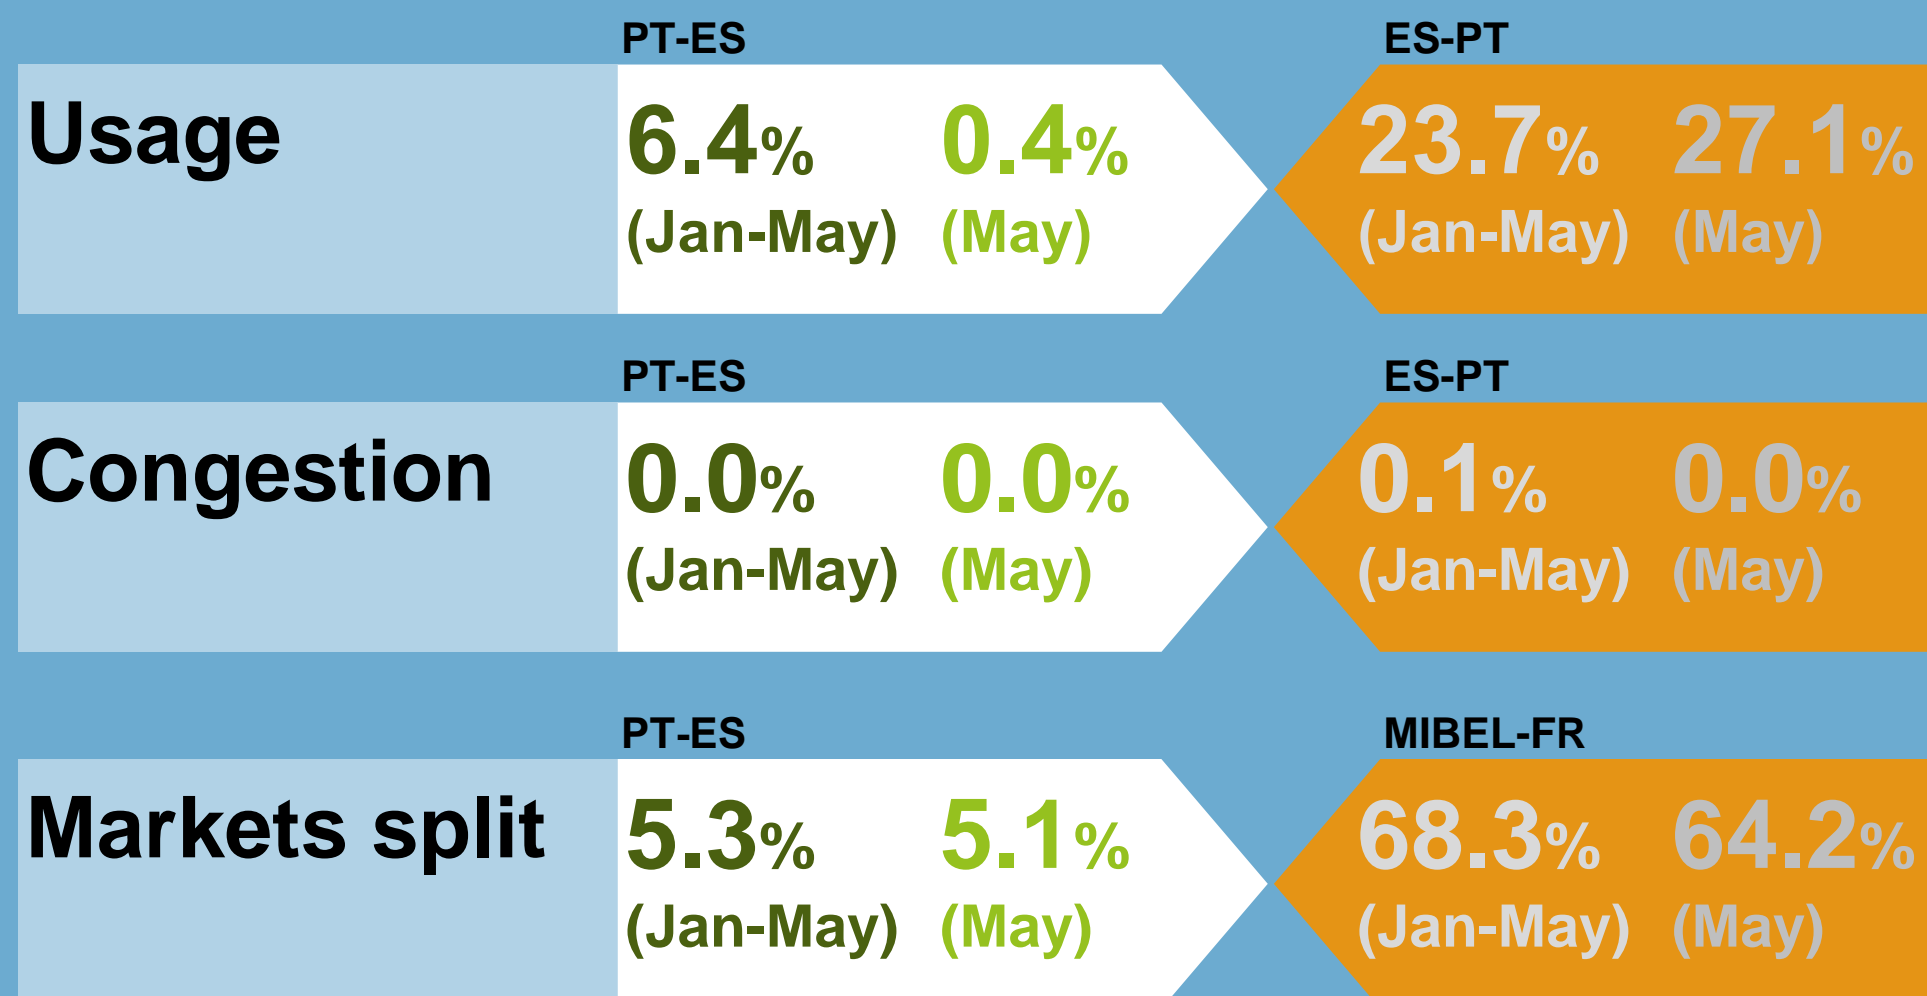 PT-ES ES-PT
Usage 6.4% 0.4% 23.7% 27.1%
(Jan-May) (May) (Jan-May) (May)
PT-ES ES-PT
Congestion 0.0% 0.0% 0.1% 0.0%
(Jan-May) (May) (Jan-May) (May)
PT-ES MIBEL-FR
Markets split 5.3% 5.1% 68.3% 64.2%
(Jan-May) (May) (Jan-May) (May)